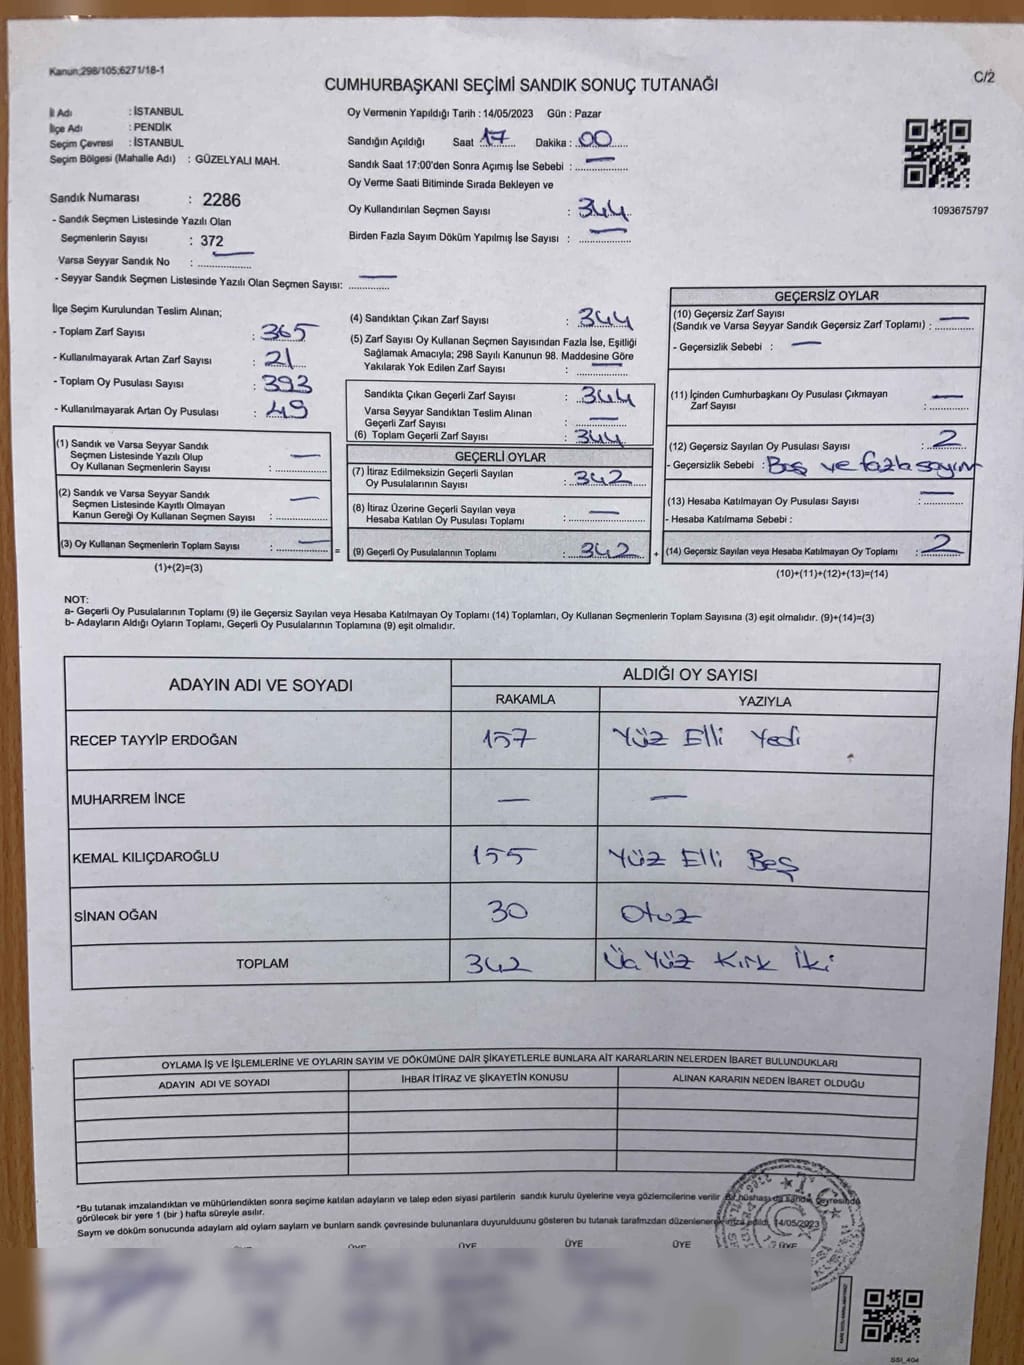 Kanun;298/105;6271/18-1
C/2
CUMHURBAŞKANI SEÇİMİ SANDIK SONUÇ TUTANAĞI
İl Adı : İSTANBUL
İlçe Adı : PENDİK
Seçim Çevresi : İSTANBUL
Seçim Bölgesi (Mahalle Adı) : GÜZELYALI MAH.
Sandık Numarası : 2286
- Sandık Seçmen Listesinde Yazılı Olan
Seçmenlerin Sayısı : 372
Varsa Seyyar Sandık No : —
- Seyyar Sandık Seçmen Listesinde Yazılı Olan Seçmen Sayısı: —
Oy Vermenin Yapıldığı Tarih : 14/05/2023 Gün : Pazar
Sandığın Açıldığı Saat 17 Dakika : 00
Sandık Saat 17:00'den Sonra Açımış İse Sebebi : —
Oy Verme Saati Bitiminde Sırada Bekleyen ve
Oy Kullandırılan Seçmen Sayısı : 344
Birden Fazla Sayım Döküm Yapılmış İse Sayısı : —
1093675797
İlçe Seçim Kurulundan Teslim Alınan;
- Toplam Zarf Sayısı : 365
- Kullanılmayarak Artan Zarf Sayısı : 21
- Toplam Oy Pusulası Sayısı : 393
- Kullanılmayarak Artan Oy Pusulası : 49
(1) Sandık ve Varsa Seyyar Sandık
Seçmen Listesinde Yazılı Olup
Oy Kullanan Seçmenlerin Sayısı : —
(2) Sandık ve Varsa Seyyar Sandık
Seçmen Listesinde Kayıtlı Olmayan
Kanun Gereği Oy Kullanan Seçmen Sayısı : —
(3) Oy Kullanan Seçmenlerin Toplam Sayısı : — =
(1)+(2)=(3)
(4) Sandıktan Çıkan Zarf Sayısı : 344
(5) Zarf Sayısı Oy Kullanan Seçmen Sayısından Fazla İse, Eşitliği
Sağlamak Amacıyla; 298 Sayılı Kanunun 98. Maddesine Göre
Yakılarak Yok Edilen Zarf Sayısı : —
Sandıkta Çıkan Geçerli Zarf Sayısı : 344
Varsa Seyyar Sandıktan Teslim Alınan
Geçerli Zarf Sayısı : —
(6) Toplam Geçerli Zarf Sayısı : 344
GEÇERLİ OYLAR
(7) İtiraz Edilmeksizin Geçerli Sayılan
Oy Pusulalarının Sayısı : 342
(8) İtiraz Üzerine Geçerli Sayılan veya
Hesaba Katılan Oy Pusulası Toplamı : —
(9) Geçerli Oy Pusulalarının Toplamı : 342 +
GEÇERSİZ OYLAR
(10) Geçersiz Zarf Sayısı
(Sandık ve Varsa Seyyar Sandık Geçersiz Zarf Toplamı) : —
- Geçersizlik Sebebi : —
(11) İçinden Cumhurbaşkanı Oy Pusulası Çıkmayan
Zarf Sayısı : —
(12) Geçersiz Sayılan Oy Pusulası Sayısı : 2
- Geçersizlik Sebebi : Boş ve fazla sayım
(13) Hesaba Katılmayan Oy Pusulası Sayısı : —
- Hesaba Katılmama Sebebi :
(14) Geçersiz Sayılan veya Hesaba Katılmayan Oy Toplamı : 2
(10)+(11)+(12)+(13)=(14)
NOT:
a- Geçerli Oy Pusulalarının Toplamı (9) ile Geçersiz Sayılan veya Hesaba Katılmayan Oy Toplamı (14) Toplamları, Oy Kullanan Seçmenlerin Toplam Sayısına (3) eşit olmalıdır. (9)+(14)=(3)
b- Adayların Aldığı Oyların Toplamı, Geçerli Oy Pusulalarının Toplamına (9) eşit olmalıdır.
ADAYIN ADI VE SOYADI
ALDIĞI OY SAYISI
RAKAMLA YAZIYLA
RECEP TAYYİP ERDOĞAN 157 Yüz Elli Yedi
MUHARREM İNCE — —
KEMAL KILIÇDAROĞLU 155 Yüz Elli Beş
SİNAN OĞAN 30 Otuz
TOPLAM 342 Üç Yüz Kırk İki
OYLAMA İŞ VE İŞLEMLERİNE VE OYLARIN SAYIM VE DÖKÜMÜNE DAİR ŞİKAYETLERLE BUNLARA AİT KARARLARIN NELERDEN İBARET BULUNDUKLARI
ADAYIN ADI VE SOYADI İHBAR İTİRAZ VE ŞİKAYETİN KONUSU ALINAN KARARIN NEDEN İBARET OLDUĞU
*Bu tutanak imzalandıktan ve mühürlendikten sonra seçime katılan adayların ve talep eden siyasi partilerin sandık kurulu üyelerine veya gözlemcilerine verilir. Bir nüshası da sandık çevresinde
görülecek bir yere 1 (bir ) hafta süreyle asılır.
Sayım ve döküm sonucunda adayların ald oyların sayların ve bunların sandık çevresinde bulunanlara duyurulduunu gösteren bu tutanak tarafmzdan düzenlenerek imza edildi. 14/05/2023
ÜYE ÜYE ÜYE ÜYE ÜYE ÜYE
T.C.
SSI_404